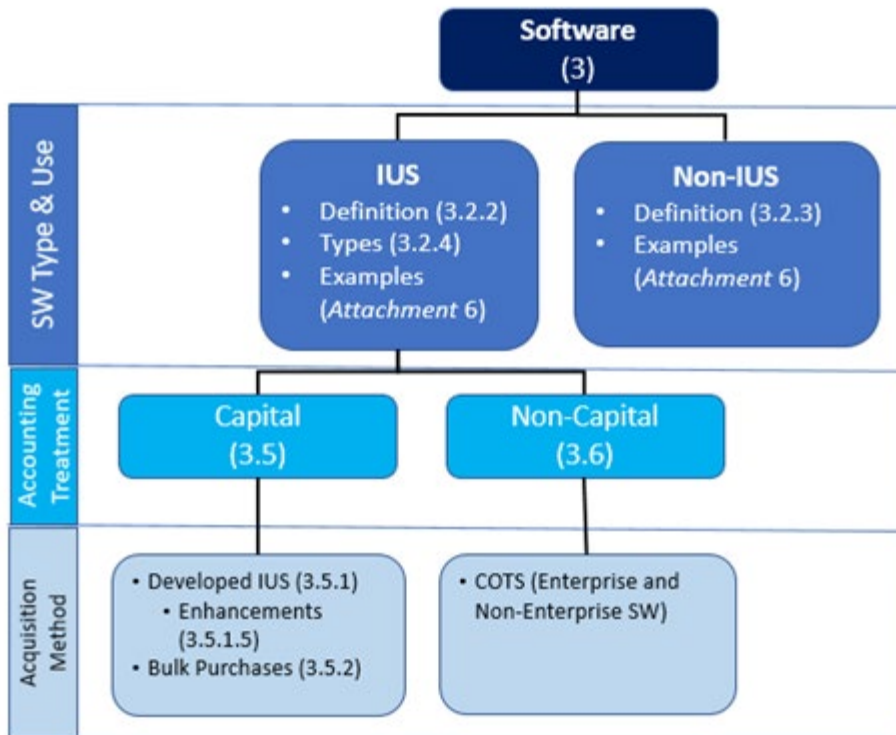 Software
(3)
SW Type & Use
IUS
• Definition (3.2.2)
• Types (3.2.4)
• Examples
(Attachment 6)
Non-IUS
• Definition (3.2.3)
• Examples
(Attachment 6)
Accounting
Treatment
Capital
(3.5)
Non-Capital
(3.6)
Acquisition
Method
• Developed IUS (3.5.1)
• Enhancements
(3.5.1.5)
• Bulk Purchases (3.5.2)
• COTS (Enterprise and
Non-Enterprise SW)